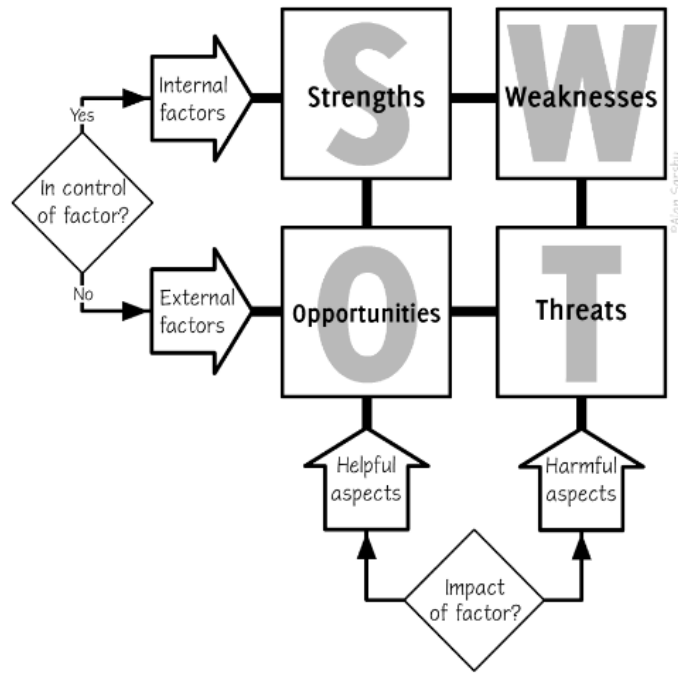 S
Strengths
W
Weaknesses
Internal
factors
Yes
In control
of factor?
No
External
factors
O
Opportunities
T
Threats
Helpful
aspects
Harmful
aspects
Impact
of factor?